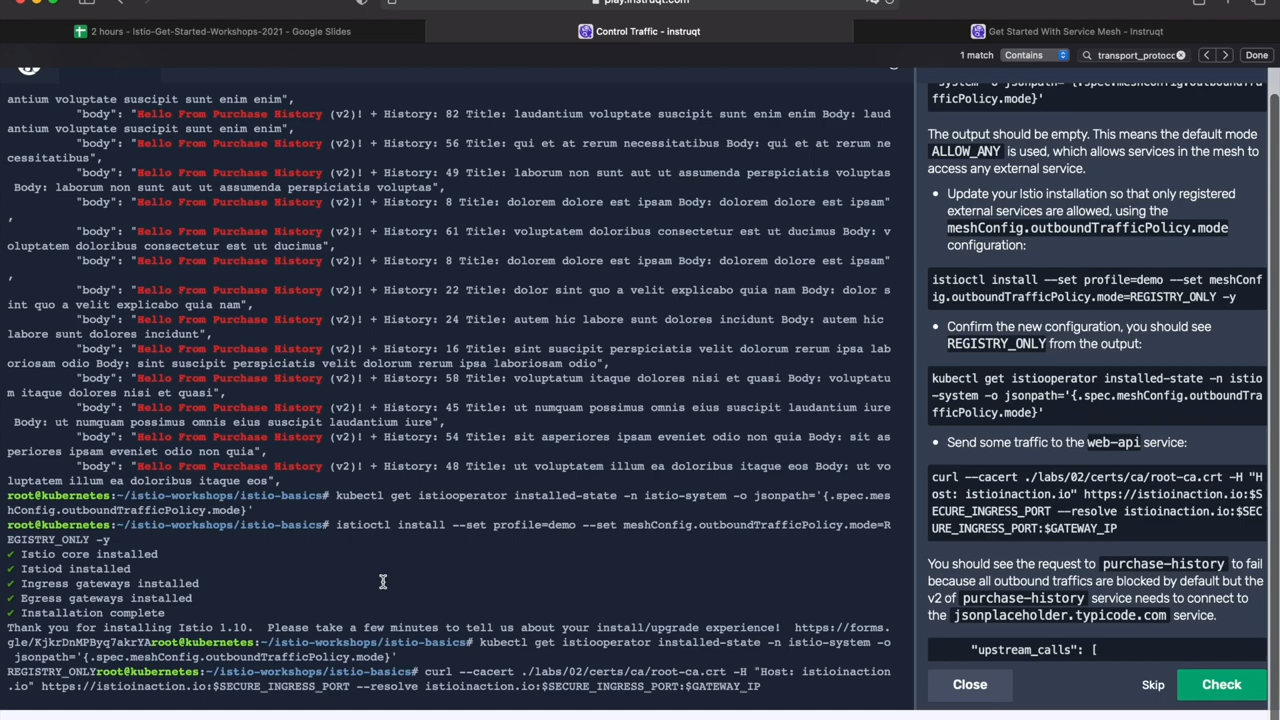 play.instruqt.com
2 hours - Istio-Get-Started-Workshops-2021 - Google Slides
Control Traffic - instruqt
Get Started With Service Mesh - Instruqt
1 match
Contains
transport_protoco
Done
antium voluptate suscipit sunt enim enim",
"body": "Hello From Purchase History (v2)! + History: 82 Title: laudantium voluptate suscipit sunt enim enim Body: laud
antium voluptate suscipit sunt enim enim",
"body": "Hello From Purchase History (v2)! + History: 56 Title: qui et at rerum necessitatibus Body: qui et at rerum ne
cessitatibus",
"body": "Hello From Purchase History (v2)! + History: 49 Title: laborum non sunt aut ut assumenda perspiciatis voluptas
Body: laborum non sunt aut ut assumenda perspiciatis voluptas",
"body": "Hello From Purchase History (v2)! + History: 8 Title: dolorem dolore est ipsam Body: dolorem dolore est ipsam"
,
"body": "Hello From Purchase History (v2)! + History: 61 Title: voluptatem doloribus consectetur est ut ducimus Body: v
oluptatem doloribus consectetur est ut ducimus",
"body": "Hello From Purchase History (v2)! + History: 8 Title: dolorem dolore est ipsam Body: dolorem dolore est ipsam"
,
"body": "Hello From Purchase History (v2)! + History: 22 Title: dolor sint quo a velit explicabo quia nam Body: dolor s
int quo a velit explicabo quia nam",
"body": "Hello From Purchase History (v2)! + History: 24 Title: autem hic labore sunt dolores incidunt Body: autem hic
labore sunt dolores incidunt",
"body": "Hello From Purchase History (v2)! + History: 16 Title: sint suscipit perspiciatis velit dolorum rerum ipsa lab
oriosam odio Body: sint suscipit perspiciatis velit dolorum rerum ipsa laboriosam odio",
"body": "Hello From Purchase History (v2)! + History: 58 Title: voluptatum itaque dolores nisi et quasi Body: voluptatu
m itaque dolores nisi et quasi",
"body": "Hello From Purchase History (v2)! + History: 45 Title: ut numquam possimus omnis eius suscipit laudantium iure
Body: ut numquam possimus omnis eius suscipit laudantium iure",
"body": "Hello From Purchase History (v2)! + History: 54 Title: sit asperiores ipsam eveniet odio non quia Body: sit as
periores ipsam eveniet odio non quia",
"body": "Hello From Purchase History (v2)! + History: 48 Title: ut voluptatem illum ea doloribus itaque eos Body: ut vo
luptatem illum ea doloribus itaque eos",
root@kubernetes:~/istio-workshops/istio-basics# kubectl get istiooperator installed-state -n istio-system -o jsonpath='{.spec.mes
hConfig.outboundTrafficPolicy.mode}'
root@kubernetes:~/istio-workshops/istio-basics# istioctl install --set profile=demo --set meshConfig.outboundTrafficPolicy.mode=R
EGISTRY_ONLY -y
✔ Istio core installed
✔ Istiod installed
✔ Ingress gateways installed
✔ Egress gateways installed
✔ Installation complete
Thank you for installing Istio 1.10.  Please take a few minutes to tell us about your install/upgrade experience!  https://forms.
gle/KjkrDnMPByq7akrYAroot@kubernetes:~/istio-workshops/istio-basics# kubectl get istiooperator installed-state -n istio-system -o
jsonpath='{.spec.meshConfig.outboundTrafficPolicy.mode}'
REGISTRY_ONLYroot@kubernetes:~/istio-workshops/istio-basics# curl --cacert ./labs/02/certs/ca/root-ca.crt -H "Host: istioinaction
.io" https://istioinaction.io:$SECURE_INGRESS_PORT --resolve istioinaction.io:$SECURE_INGRESS_PORT:$GATEWAY_IP
-system -o jsonpath='{.spec.meshConfig.outboundTra
fficPolicy.mode}'
The output should be empty. This means the default mode
ALLOW_ANY is used, which allows services in the mesh to
access any external service.
• Update your Istio installation so that only registered
external services are allowed, using the
meshConfig.outboundTrafficPolicy.mode
configuration:
istioctl install --set profile=demo --set meshConf
ig.outboundTrafficPolicy.mode=REGISTRY_ONLY -y
• Confirm the new configuration, you should see
REGISTRY_ONLY from the output:
kubectl get istiooperator installed-state -n istio
-system -o jsonpath='{.spec.meshConfig.outboundTra
fficPolicy.mode}'
• Send some traffic to the web-api service:
curl --cacert ./labs/02/certs/ca/root-ca.crt -H "H
ost: istioinaction.io" https://istioinaction.io:$S
ECURE_INGRESS_PORT --resolve istioinaction.io:$SEC
URE_INGRESS_PORT:$GATEWAY_IP
You should see the request to purchase-history to fail
because all outbound traffics are blocked by default but the
v2 of purchase-history service needs to connect to
the jsonplaceholder.typicode.com service.
"upstream_calls": [
Close
Skip
Check